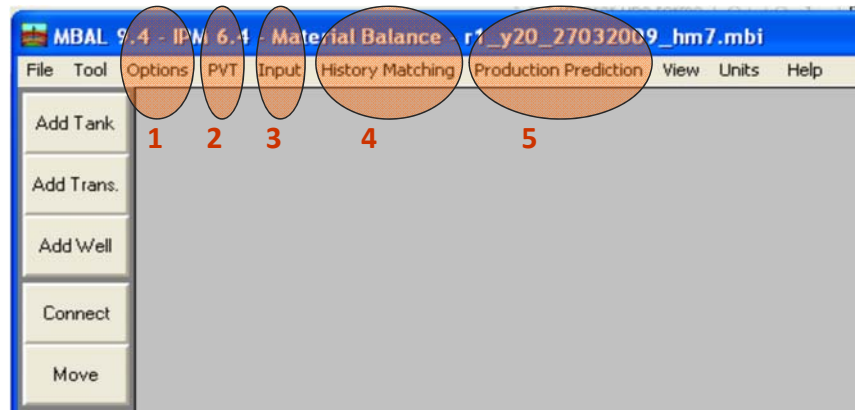 MBAL 9.4 - IPM 6.4 - Material Balance - r1_y20_27032009_hm7.mbi
File Tool Options PVT Input History Matching Production Prediction View Units Help
1 2 3 4 5
Add Tank
Add Trans.
Add Well
Connect
Move